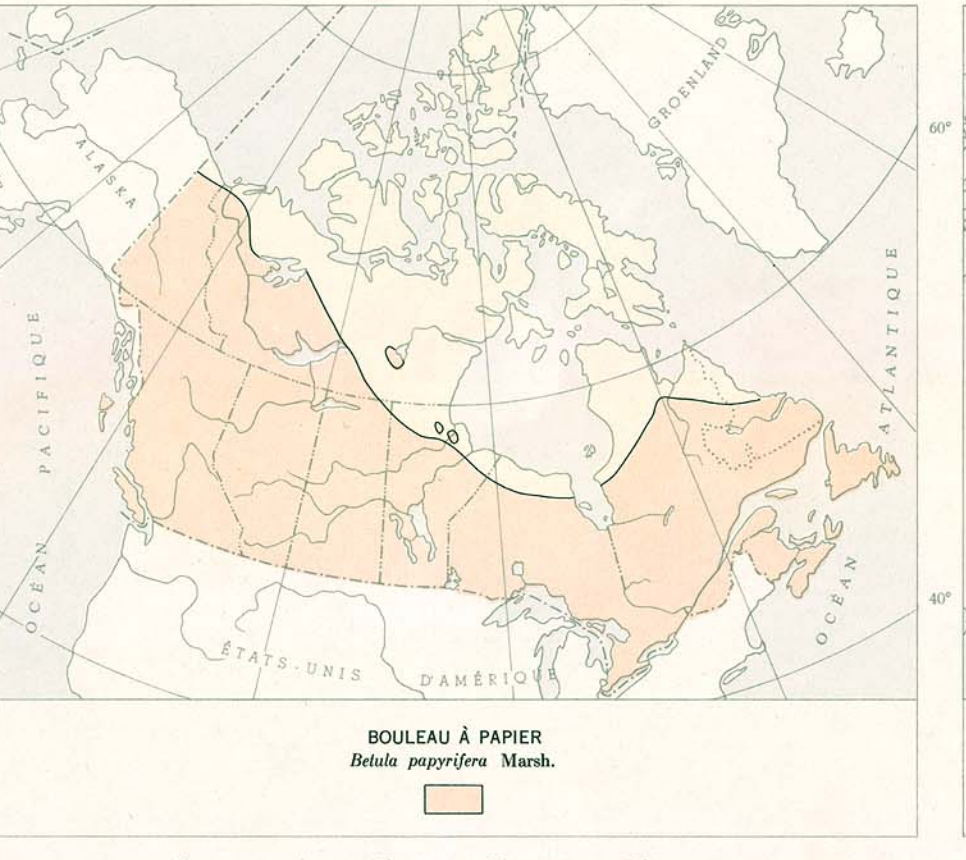 GROENLAND
60°
ALASKA
ATLANTIQUE
OCÉAN PACIFIQUE
40°
OCÉAN
ÉTATS-UNIS D'AMÉRIQUE
BOULEAU À PAPIER
Betula papyrifera Marsh.